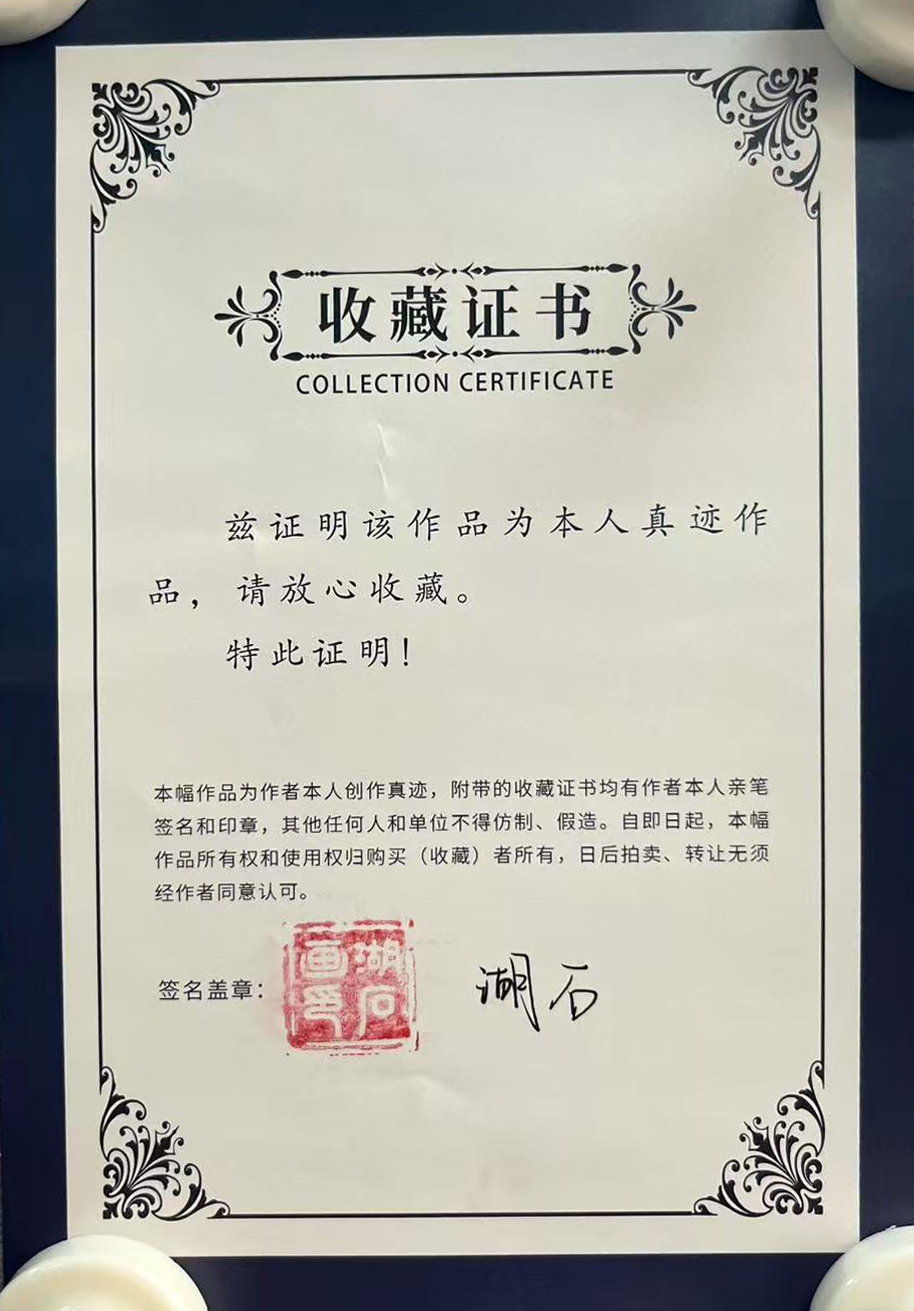 收藏证书
COLLECTION CERTIFICATE
兹证明该作品为本人真迹作
品，请放心收藏。
特此证明！
本幅作品为作者本人创作真迹，附带的收藏证书均有作者本人亲笔
签名和印章，其他任何人和单位不得仿制、假造。自即日起，本幅
作品所有权和使用权归购买（收藏）者所有，日后拍卖、转让无须
经作者同意认可。
签名盖章：
湖石画印
湖石